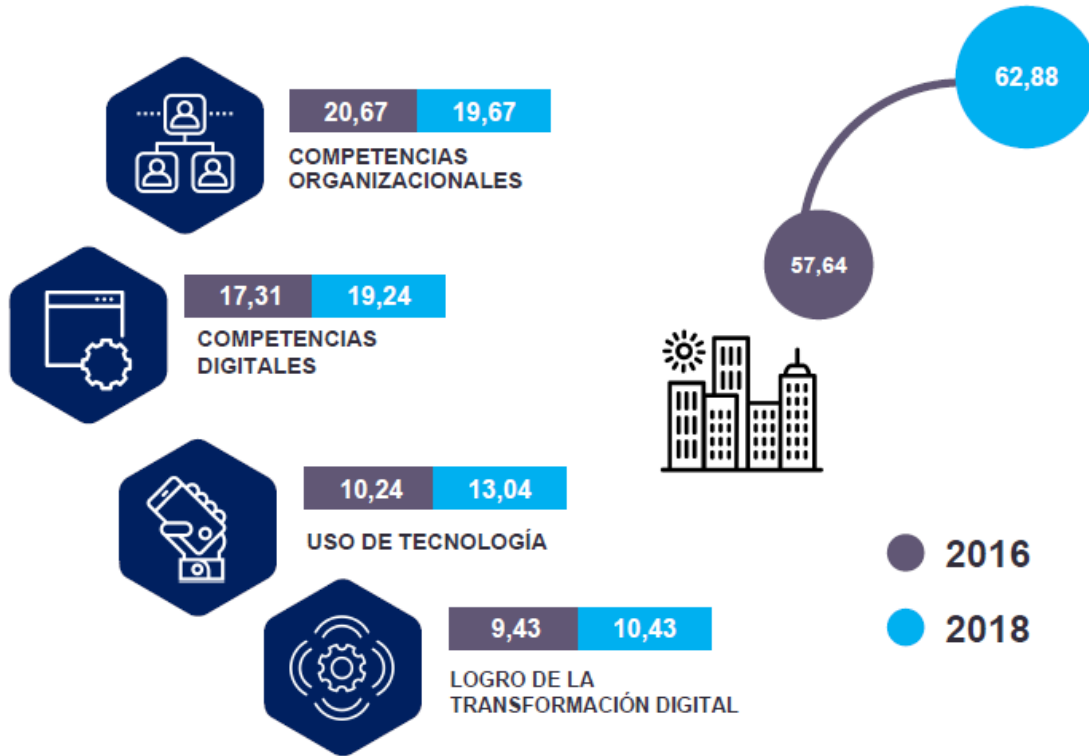 62,88
20,67 19,67
COMPETENCIAS
ORGANIZACIONALES
57,64
17,31 19,24
COMPETENCIAS
DIGITALES
10,24 13,04
USO DE TECNOLOGÍA
2016
2018
9,43 10,43
LOGRO DE LA
TRANSFORMACIÓN DIGITAL